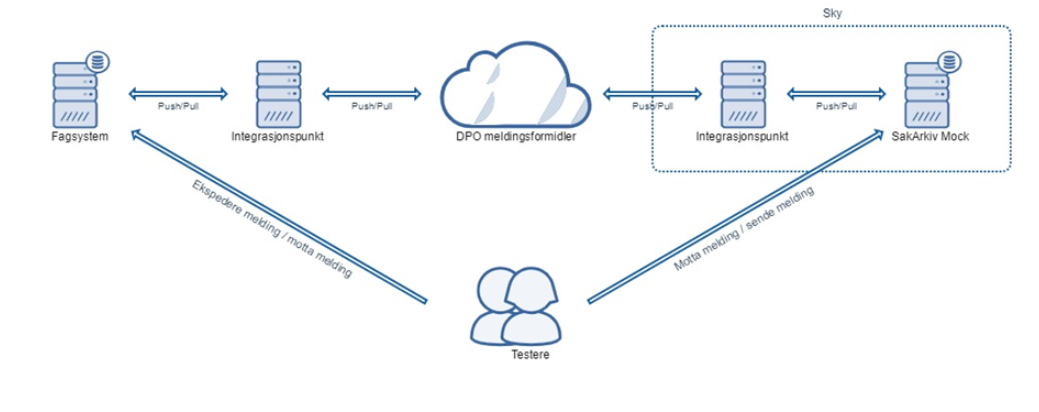 Sky
Push/Pull
Push/Pull
Push/Pull
Push/Pull
Fagsystem
Integrasjonspunkt
DPO meldingsformidler
Integrasjonspunkt
SakArkiv Mock
Ekspedere melding / motta melding
Motta melding / sende melding
Testere